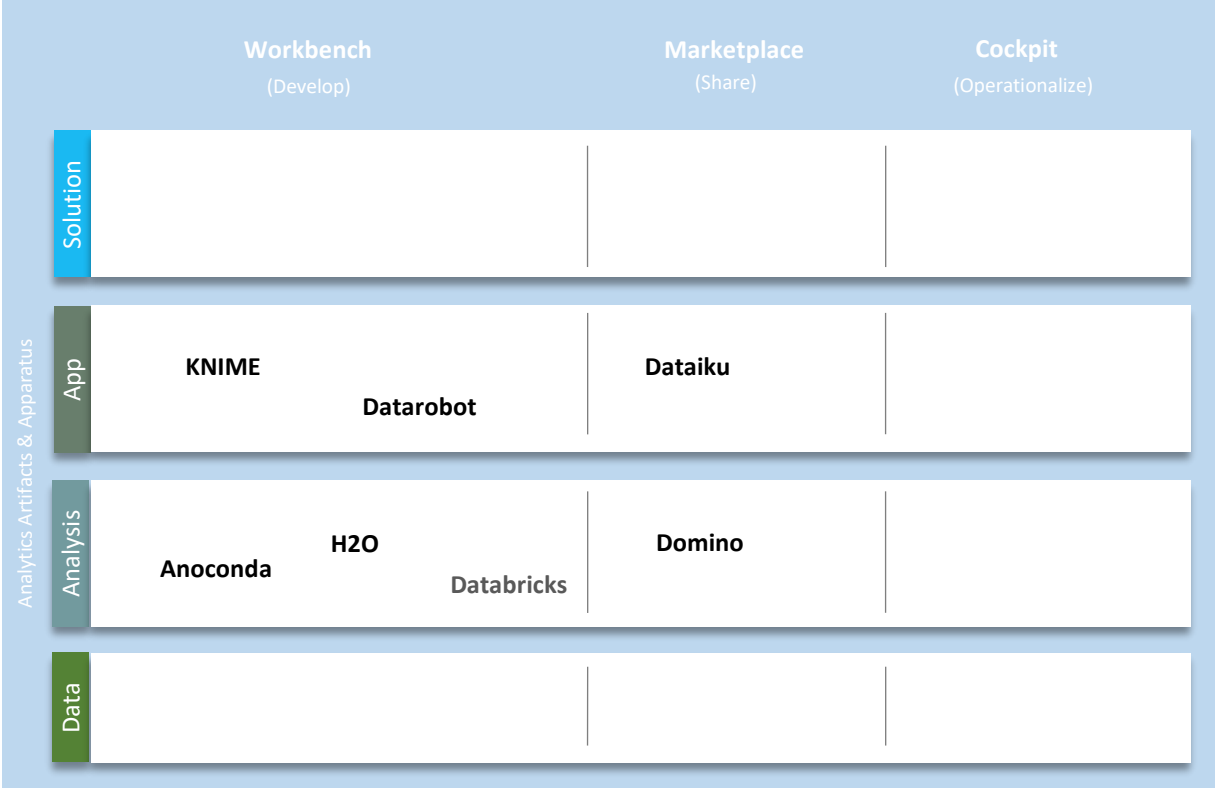 Workbench
(Develop)
Marketplace
(Share)
Cockpit
(Operationalize)
Analytics Artifacts & Apparatus
Solution
App
KNIME
Datarobot
Dataiku
Analysis
H2O
Anoconda
Databricks
Domino
Data